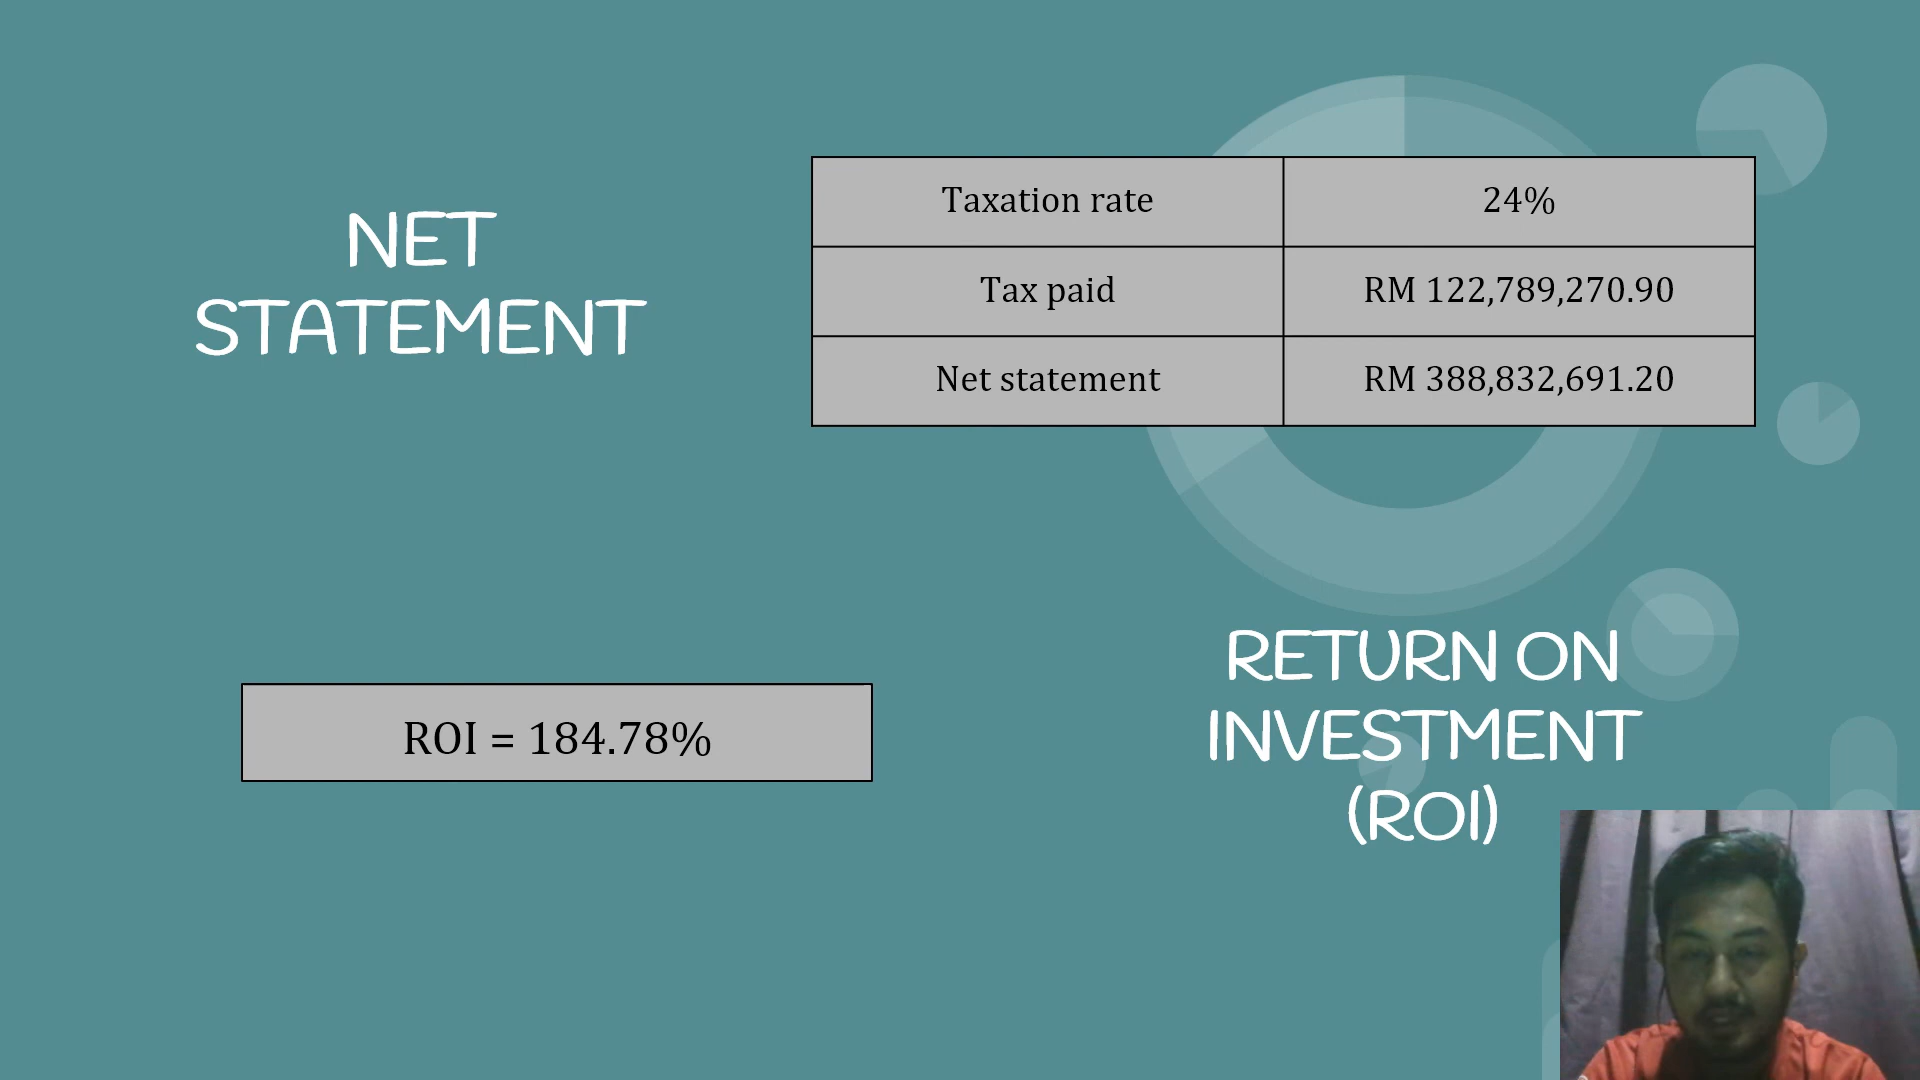 NET
STATEMENT
Taxation rate 24%
Tax paid RM 122,789,270.90
Net statement RM 388,832,691.20
ROI = 184.78%
RETURN ON
INVESTMENT
(ROI)